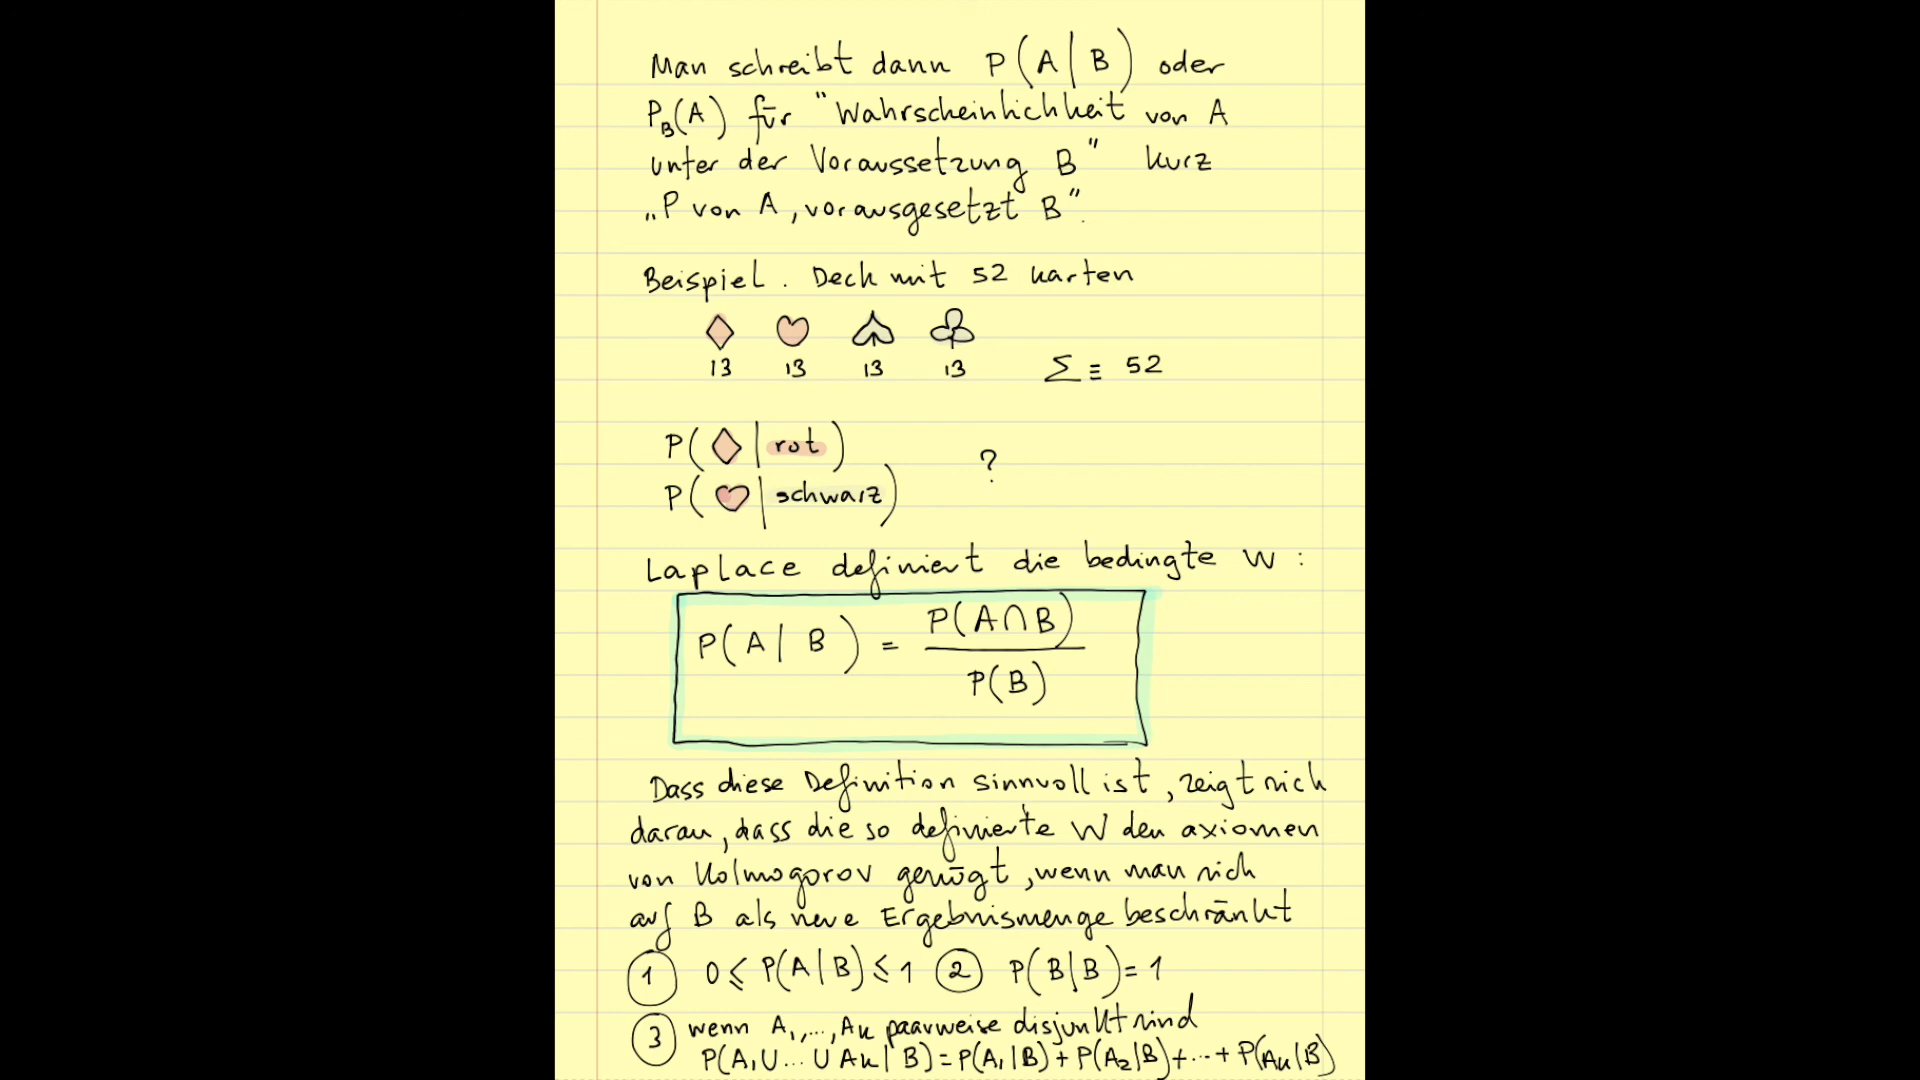 Man schreibt dann P(A|B) oder
P_B(A) für "Wahrscheinlichkeit von A
unter der Voraussetzung B" kurz
„P von A, vorausgesetzt B".
Beispiel. Deck mit 52 Karten
♢ ♡ ♤ ♧
13 13 13 13 Σ ≡ 52
P(♢|rot)
?
P(♡|schwarz)
Laplace definiert die bedingte W :
P(A|B) = P(A∩B)
P(B)
Dass diese Definition sinnvoll ist, zeigt sich
daran, dass die so definierte W den axiomen
von Kolmogorov genügt, wenn man sich
auf B als neue Ergebnismenge beschränkt
① 0 ≤ P(A|B) ≤ 1 ② P(B|B) = 1
③ wenn A₁,...,Aₖ paarweise disjunkt sind
P(A₁∪...∪Aₖ|B) = P(A₁|B) + P(A₂|B) + ... + P(Aₖ|B)